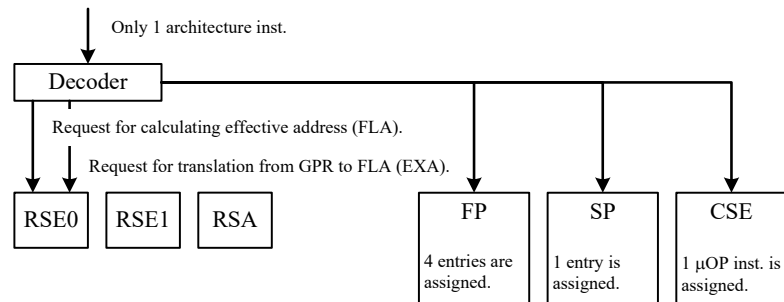 Only 1 architecture inst.
Decoder
Request for calculating effective address (FLA).
Request for translation from GPR to FLA (EXA).
RSE0
RSE1
RSA
FP
4 entries are
assigned.
SP
1 entry is
assigned.
CSE
1 μOP inst. is
assigned.